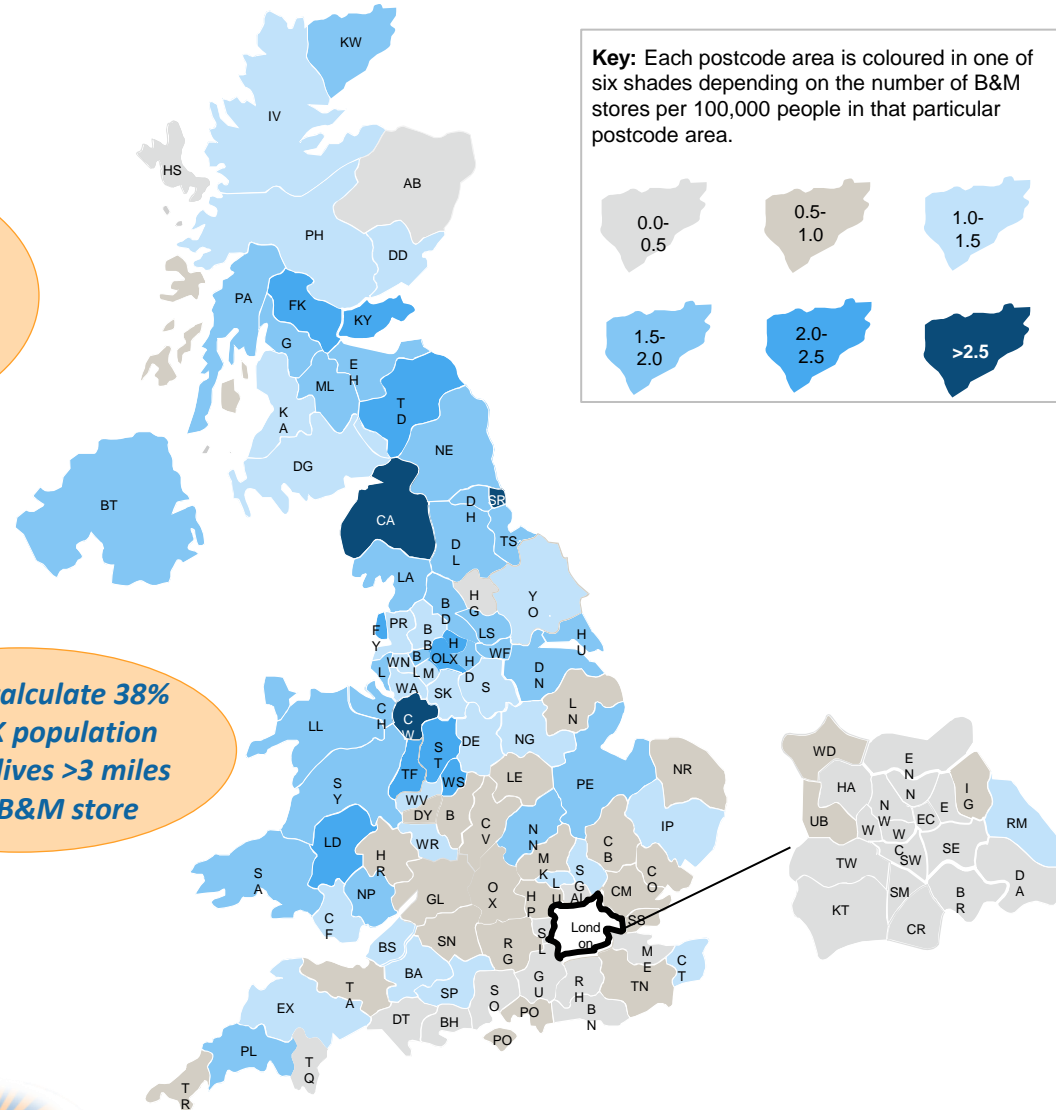 Key: Each postcode area is coloured in one of
six shades depending on the number of B&M
stores per 100,000 people in that particular
postcode area.
0.0-
0.5
0.5-
1.0
1.0-
1.5
1.5-
2.0
2.0-
2.5
>2.5
alculate 38%
K population
lives >3 miles
B&M store
KW
IV
HS
AB
PH
DD
PA
FK
KY
G
E
H
ML
T
D
K
A
NE
DG
BT
CA
D
H
SR
D
L
TS
LA
H
G
Y
O
B
D
F
Y
PR
B
B
LS
H
U
H
X
OL
WF
WN
B
L
H
D
D
N
L
M
WA
SK
S
C
H
C
W
L
N
LL
S
T
DE
NG
TF
WS
LE
PE
NR
S
Y
WV
DY
B
C
V
N
N
IP
WR
LD
H
R
M
K
C
B
S
A
NP
GL
O
X
H
P
L
U
S
G
AL
CM
C
O
C
F
SS
Lond
on
BS
SN
R
G
S
L
M
E
C
T
BA
T
A
SP
S
O
G
U
R
H
TN
EX
DT
BH
PO
B
N
PO
PL
T
Q
T
R
WD
E
N
HA
N
I
G
N
W
E
EC
UB
W
W
C
RM
SW
SE
TW
D
A
KT
SM
B
R
CR